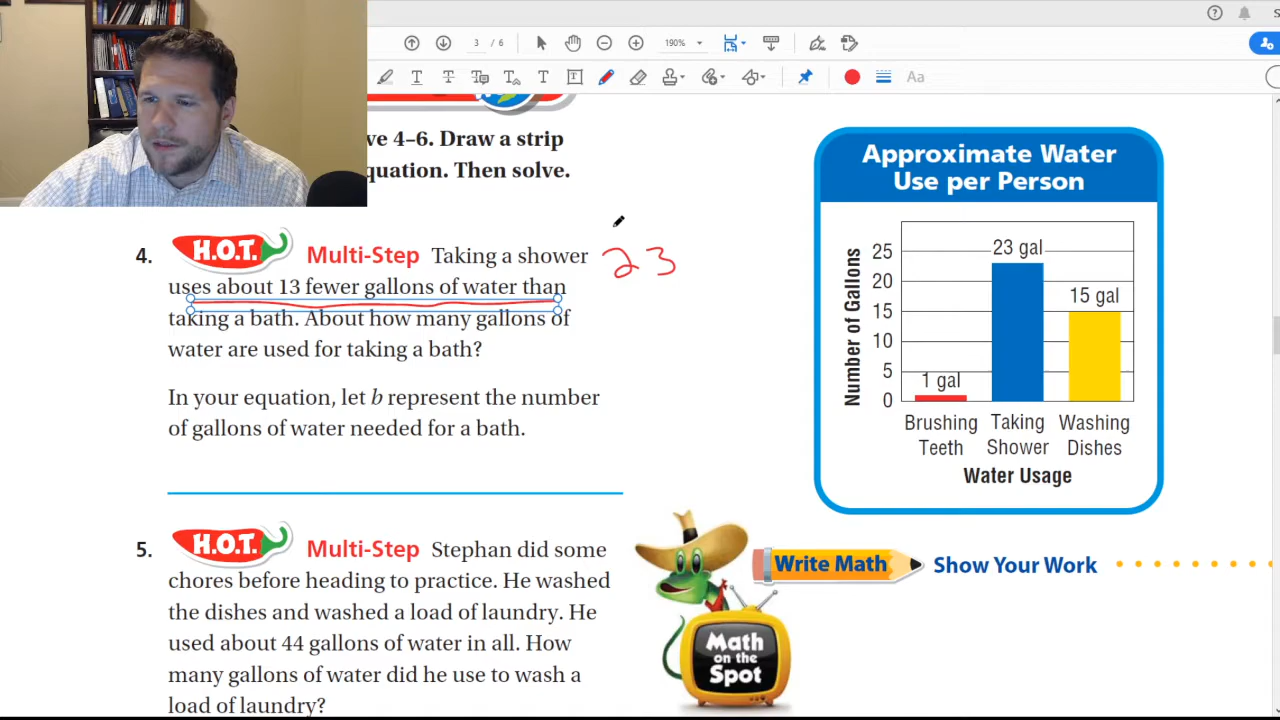 3 / 6
190%
Aa
ve 4–6. Draw a strip
quation. Then solve.
4. H.O.T. Multi-Step Taking a shower 23
uses about 13 fewer gallons of water than
taking a bath. About how many gallons of
water are used for taking a bath?
In your equation, let b represent the number
of gallons of water needed for a bath.
5. H.O.T. Multi-Step Stephan did some
chores before heading to practice. He washed
the dishes and washed a load of laundry. He
used about 44 gallons of water in all. How
many gallons of water did he use to wash a
load of laundry?
Approximate Water
Use per Person
Number of Gallons
25
20
15
10
5
0
1 gal
23 gal
15 gal
Brushing
Teeth
Taking
Shower
Washing
Dishes
Water Usage
Write Math Show Your Work
Math
on the
Spot